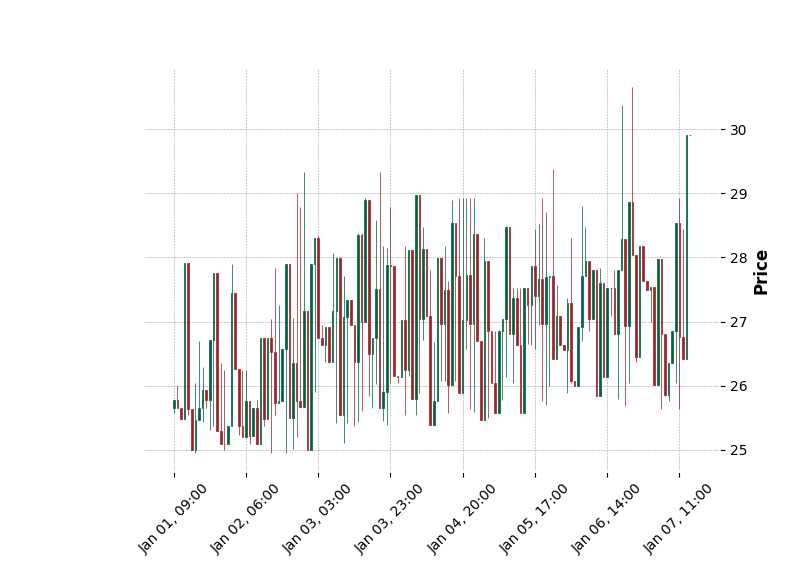 30
29
28
27
26
25
Price
Jan 01, 09:00
Jan 02, 06:00
Jan 03, 03:00
Jan 03, 23:00
Jan 04, 20:00
Jan 05, 17:00
Jan 06, 14:00
Jan 07, 11:00